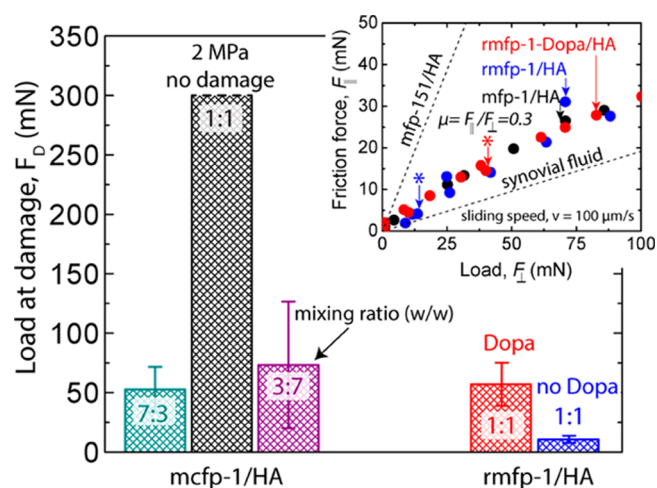 Load at damage, F_D (mN)
350
300
250
200
150
100
50
0
2 MPa
no damage
1:1
7:3
3:7
mixing ratio (w/w)
Dopa
1:1
no Dopa
1:1
mcfp-1/HA
rmfp-1/HA
Friction force, F_∥ (mN)
50
40
30
20
10
0
mfp-151/HA
rmfp-1-Dopa/HA
rmfp-1/HA
mfp-1/HA
μ= F_∥/F_⊥=0.3
*
*
synovial fluid
sliding speed, v = 100 μm/s
0
25
50
75
100
Load, F_⊥ (mN)